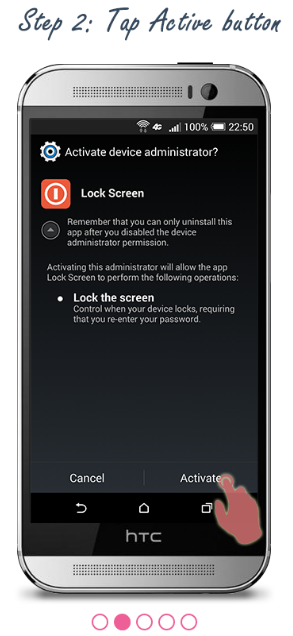 Step 2: Tap Active button
4G 100% 22:50
Activate device administrator?
Lock Screen
Remember that you can only uninstall this
app after you disabled the device
administrator permission.
Activating this administrator will allow the app
Lock Screen to perform the following operations:
• Lock the screen
Control when your device locks, requiring
that you re-enter your password.
Cancel Activate
hTC